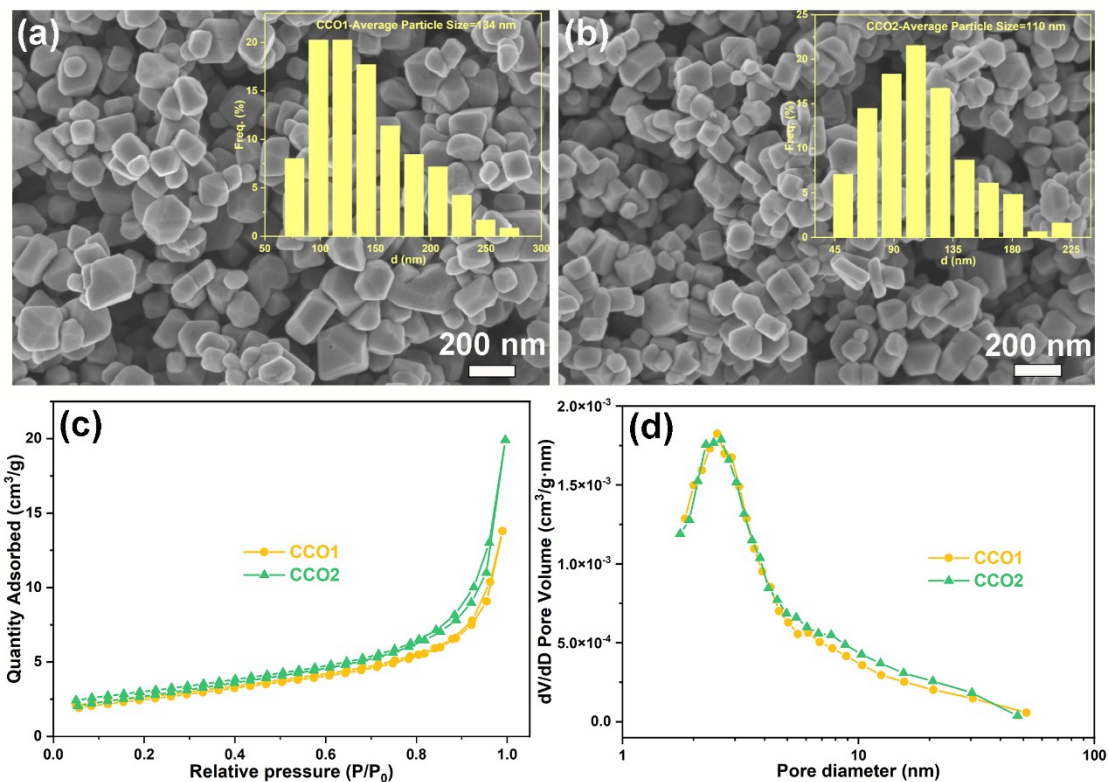 (a)
CCO1-Average Particle Size=134 nm
20
15
10
5
0
Freq. (%)
50 100 150 200 250 300
d (nm)
200 nm
(b)
CCO2-Average Particle Size=110 nm
25
20
15
10
5
0
Freq. (%)
45 90 135 180 225
d (nm)
200 nm
(c)
20
15
10
5
0
Quantity Adsorbed (cm³/g)
CCO1
CCO2
0.0 0.2 0.4 0.6 0.8 1.0
Relative pressure (P/P₀)
(d)
2.0×10⁻³
1.5×10⁻³
1.0×10⁻³
5.0×10⁻⁴
0.0
dV/dD Pore Volume (cm³/g·nm)
CCO1
CCO2
1 10 100
Pore diameter (nm)